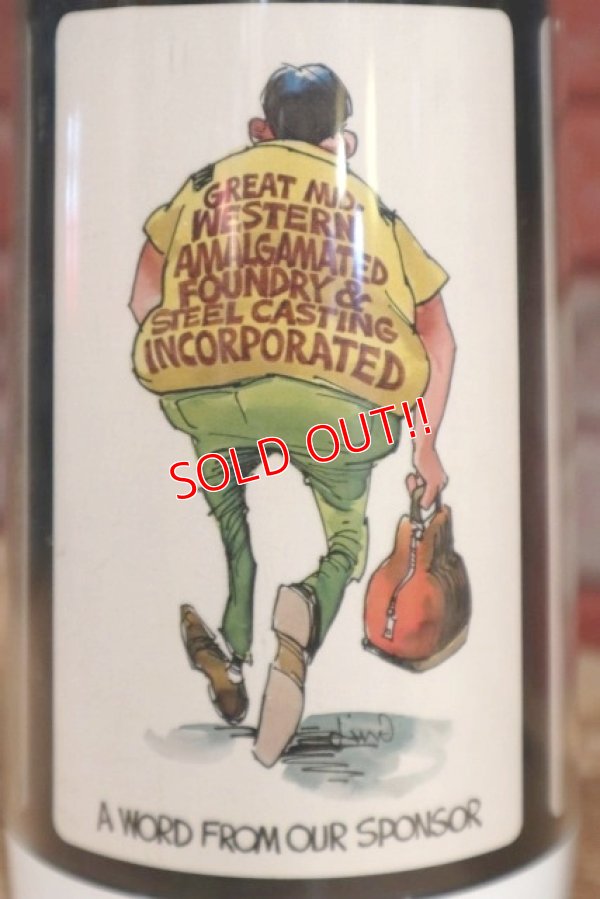 GREAT MID-
WESTERN
AMALGAMATED
FOUNDRY &
STEEL CASTING
INCORPORATED
SOLD OUT!!
A WORD FROM OUR SPONSOR